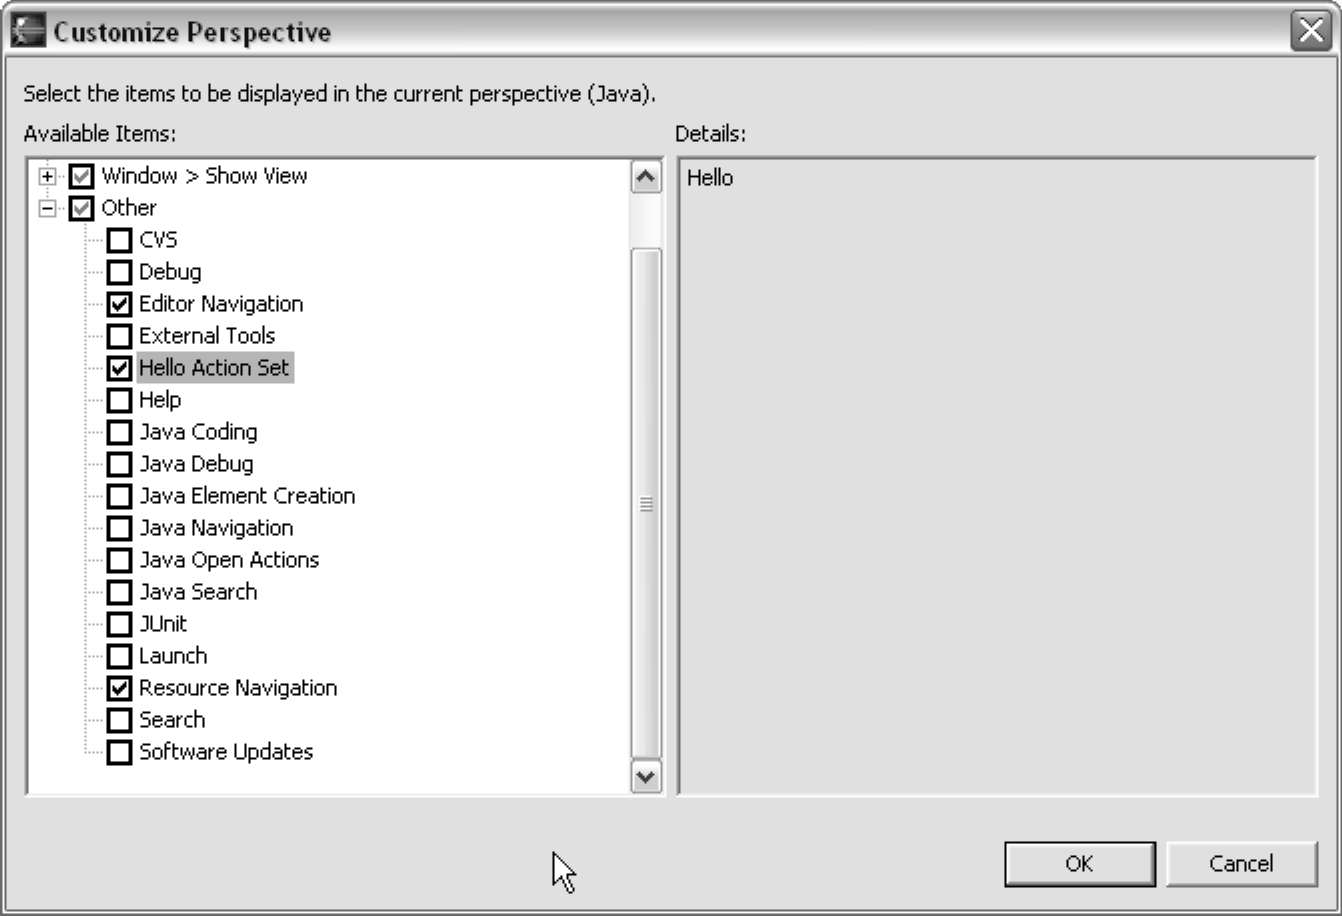 Customize Perspective
Select the items to be displayed in the current perspective (Java).
Available Items:
Details:
Window > Show View
Other
CVS
Debug
Editor Navigation
External Tools
Hello Action Set
Help
Java Coding
Java Debug
Java Element Creation
Java Navigation
Java Open Actions
Java Search
JUnit
Launch
Resource Navigation
Search
Software Updates
Hello
OK
Cancel